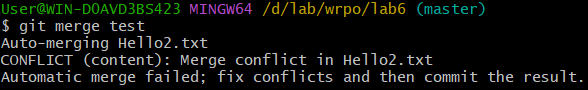 User@WIN-DOAVD3BS423 MINGW64 /d/lab/wrpo/lab6 (master)
$ git merge test
Auto-merging Hello2.txt
CONFLICT (content): Merge conflict in Hello2.txt
Automatic merge failed; fix conflicts and then commit the result.